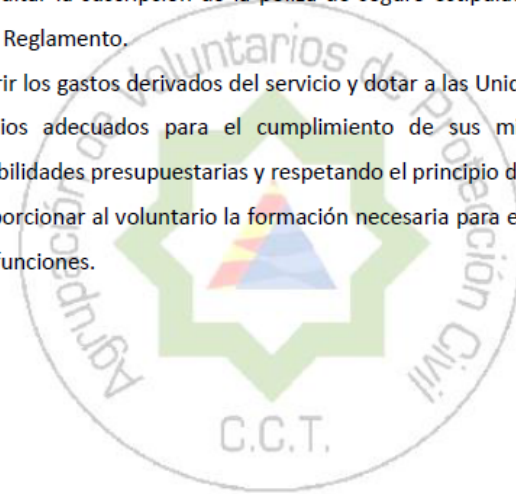 Reglamento.
los gastos derivados del servicio y dotar a las
adecuados para el cumplimiento de sus
presupuestarias y respetando el principio
al voluntario la formación necesaria para
funciones.
Agrupación de Voluntarios de Protección Civil
C.C.T.